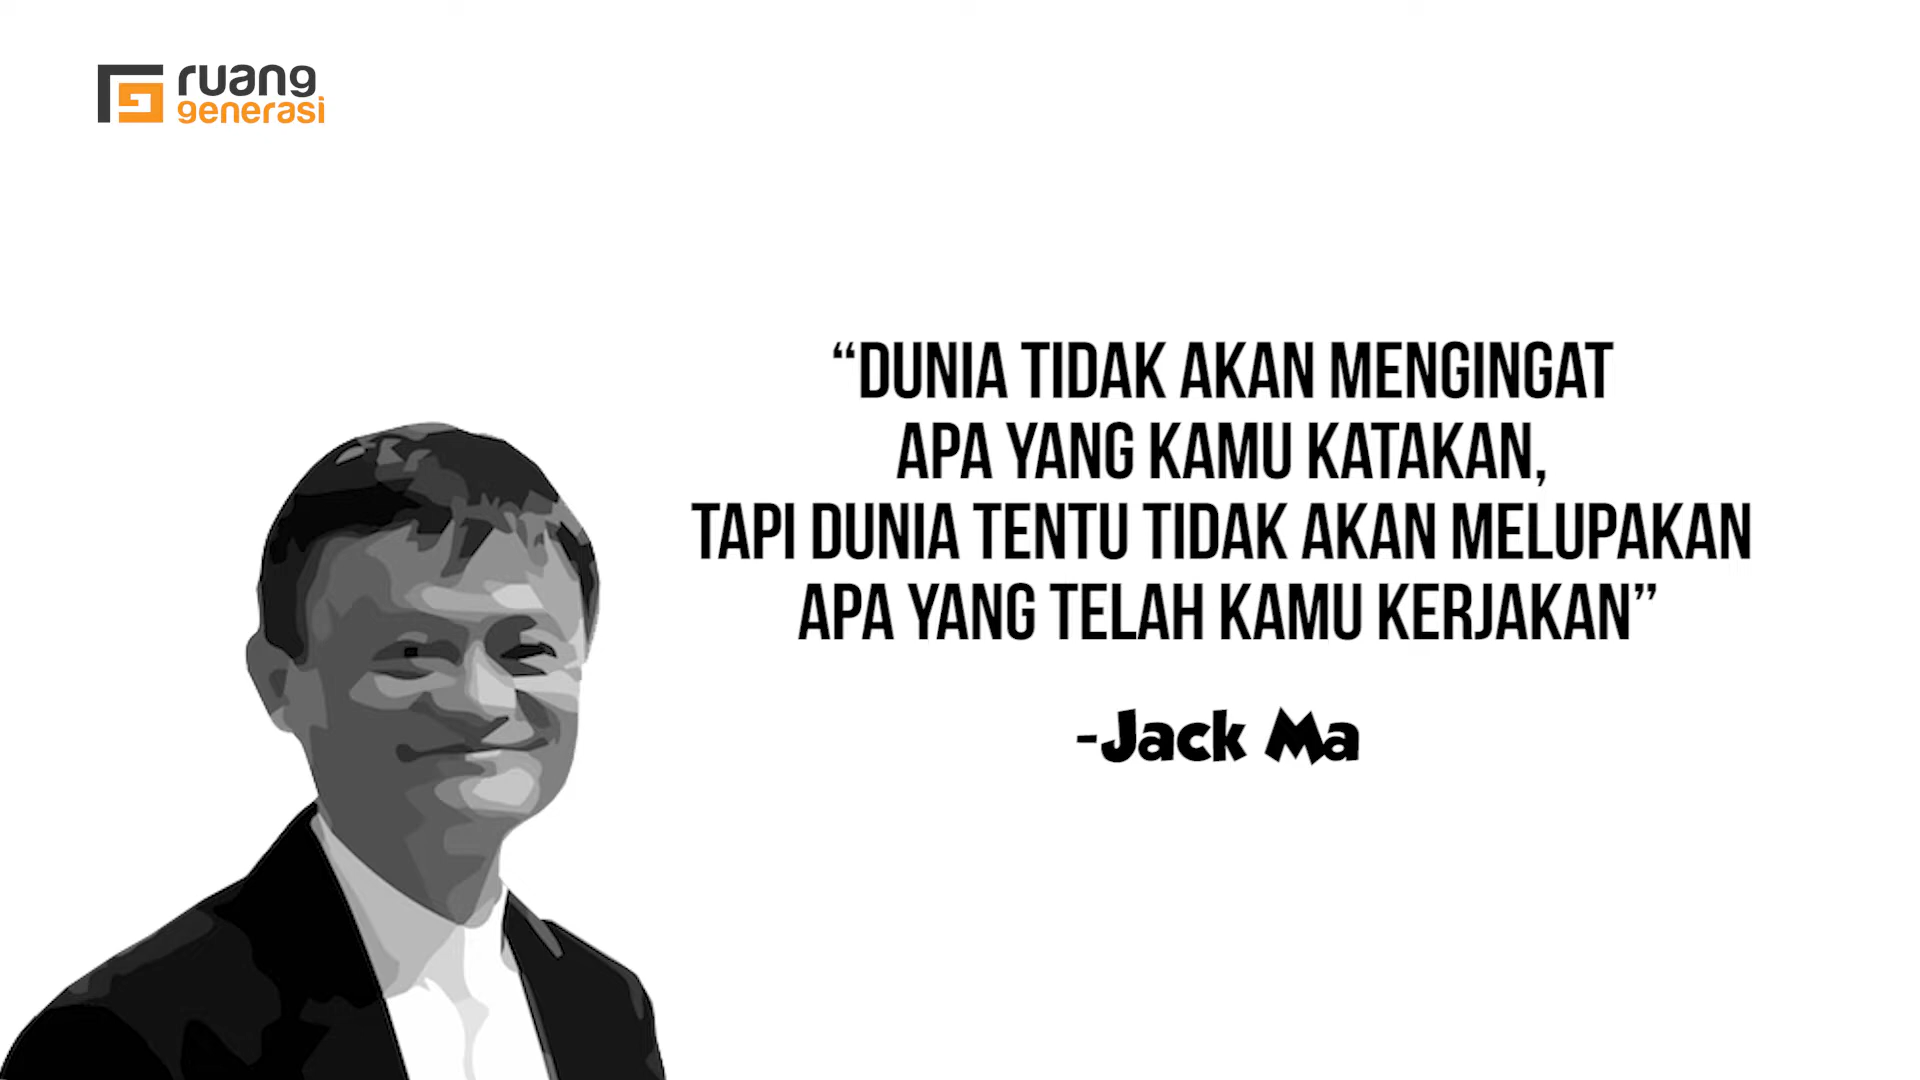 ruang
generasi
“DUNIA TIDAK AKAN MENGINGAT
APA YANG KAMU KATAKAN,
TAPI DUNIA TENTU TIDAK AKAN MELUPAKAN
APA YANG TELAH KAMU KERJAKAN”
-Jack Ma